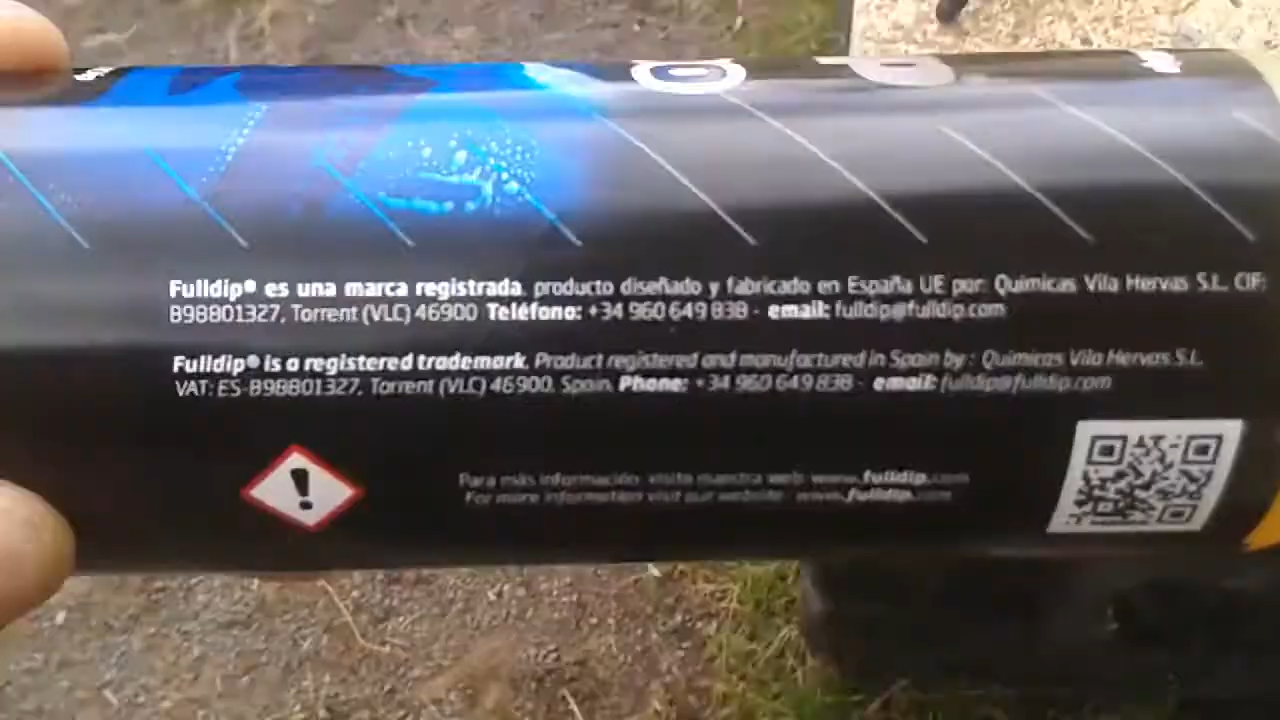 Fulldip® es una marca registrada, producto diseñado y fabricado en España UE por: Quimicas Vila Hervas S.L. CIF:
B98801327, Torrent (VLC) 46900 Teléfono: +34 960 649 838 - email: fulldip@fulldip.com
Fulldip® is a registered trademark. Product registered and manufactured in Spain by : Quimicas Vila Hervas S.L.
VAT: ES-B98801327, Torrent (VLC) 46900. Spain. Phone: +34 960 649 838 - email: fulldip@fulldip.com
Para más información visita nuestra web www.fulldip.com
For more information visit our website: www.fulldip.com